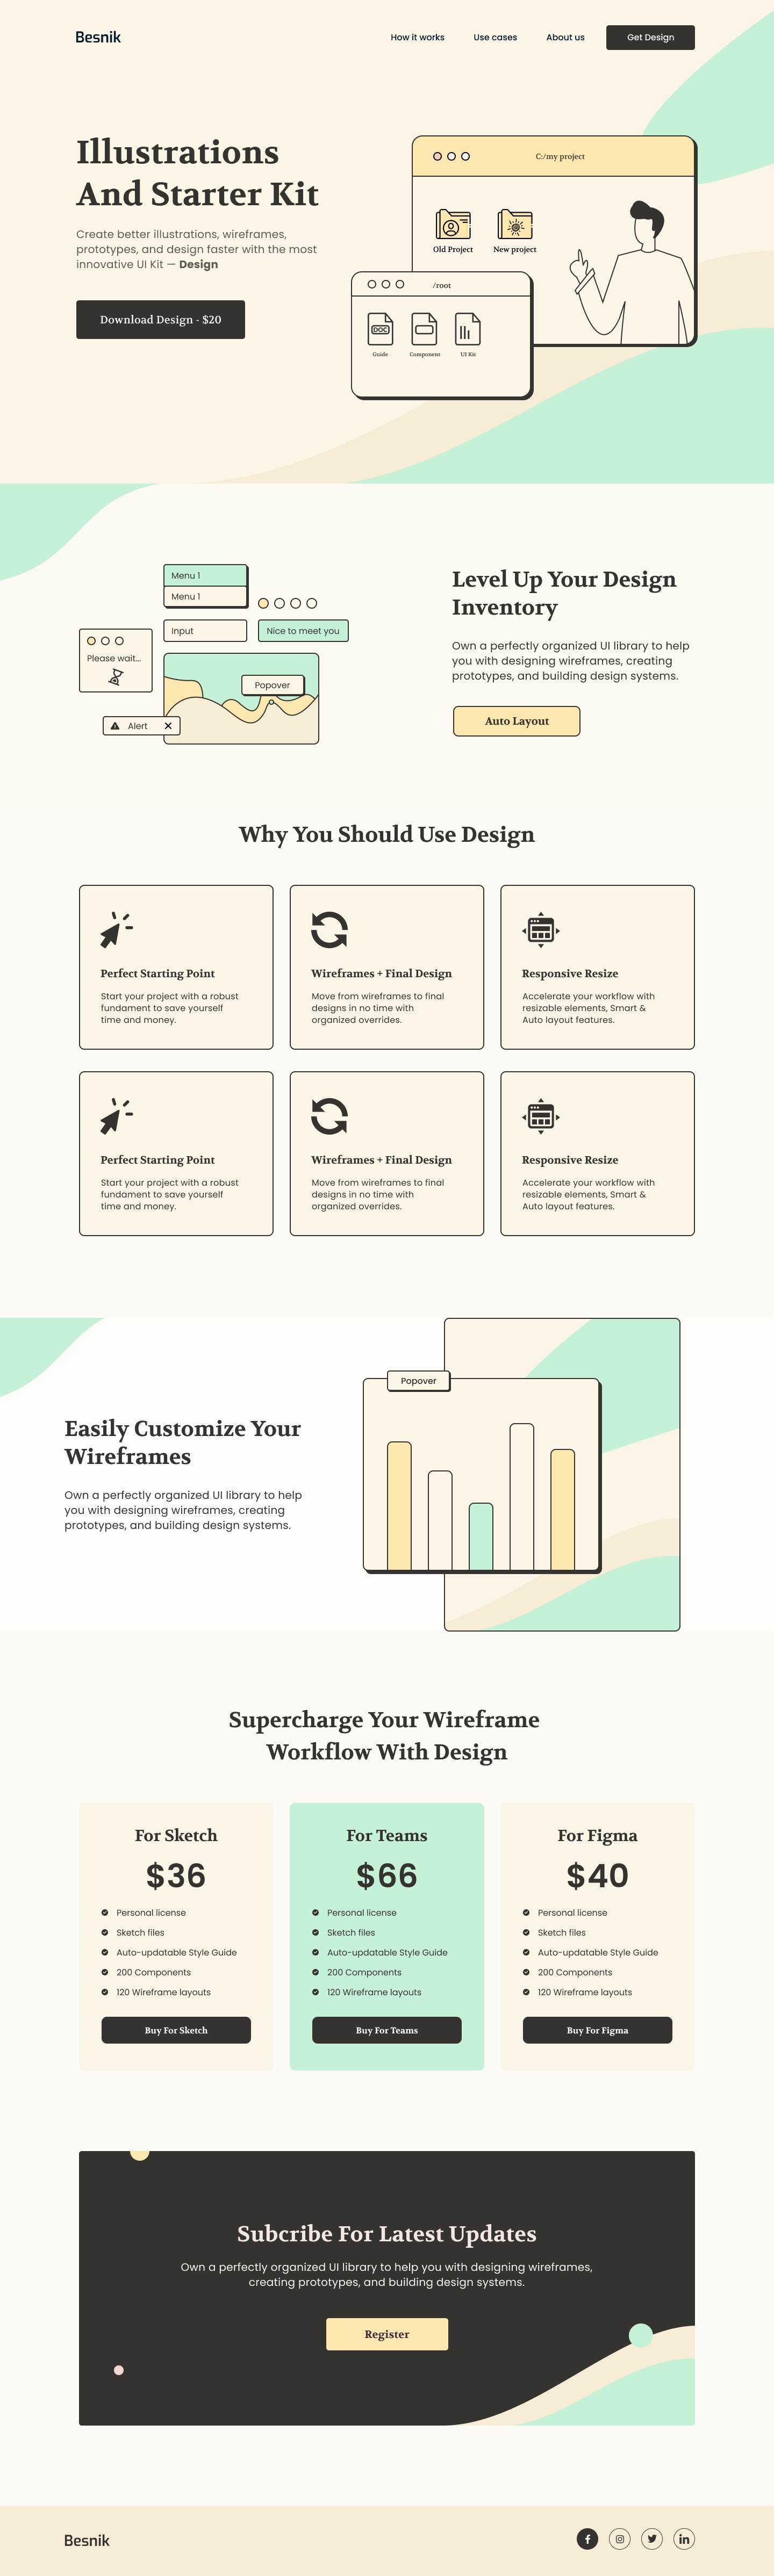 Besnik
How it works
Use cases
About us
Get Design
Illustrations
And Starter Kit
Create better illustrations, wireframes,
prototypes, and design faster with the most
innovative UI Kit — Design
Download Design - $20
C:/my project
Old Project
New project
/root
DOC
Guide
Component
UI Kit
Menu 1
Menu 1
Input
Nice to meet you
Please wait...
Popover
Alert
Level Up Your Design
Inventory
Own a perfectly organized UI library to help
you with designing wireframes, creating
prototypes, and building design systems.
Auto Layout
Why You Should Use Design
Perfect Starting Point
Start your project with a robust
fundament to save yourself
time and money.
Wireframes + Final Design
Move from wireframes to final
designs in no time with
organized overrides.
Responsive Resize
Accelerate your workflow with
resizable elements, Smart &
Auto layout features.
Perfect Starting Point
Start your project with a robust
fundament to save yourself
time and money.
Wireframes + Final Design
Move from wireframes to final
designs in no time with
organized overrides.
Responsive Resize
Accelerate your workflow with
resizable elements, Smart &
Auto layout features.
Easily Customize Your
Wireframes
Own a perfectly organized UI library to help
you with designing wireframes, creating
prototypes, and building design systems.
Popover
Supercharge Your Wireframe
Workflow With Design
For Sketch
$36
Personal license
Sketch files
Auto-updatable Style Guide
200 Components
120 Wireframe layouts
Buy For Sketch
For Teams
$66
Personal license
Sketch files
Auto-updatable Style Guide
200 Components
120 Wireframe layouts
Buy For Teams
For Figma
$40
Personal license
Sketch files
Auto-updatable Style Guide
200 Components
120 Wireframe layouts
Buy For Figma
Subcribe For Latest Updates
Own a perfectly organized UI library to help you with designing wireframes,
creating prototypes, and building design systems.
Register
Besnik